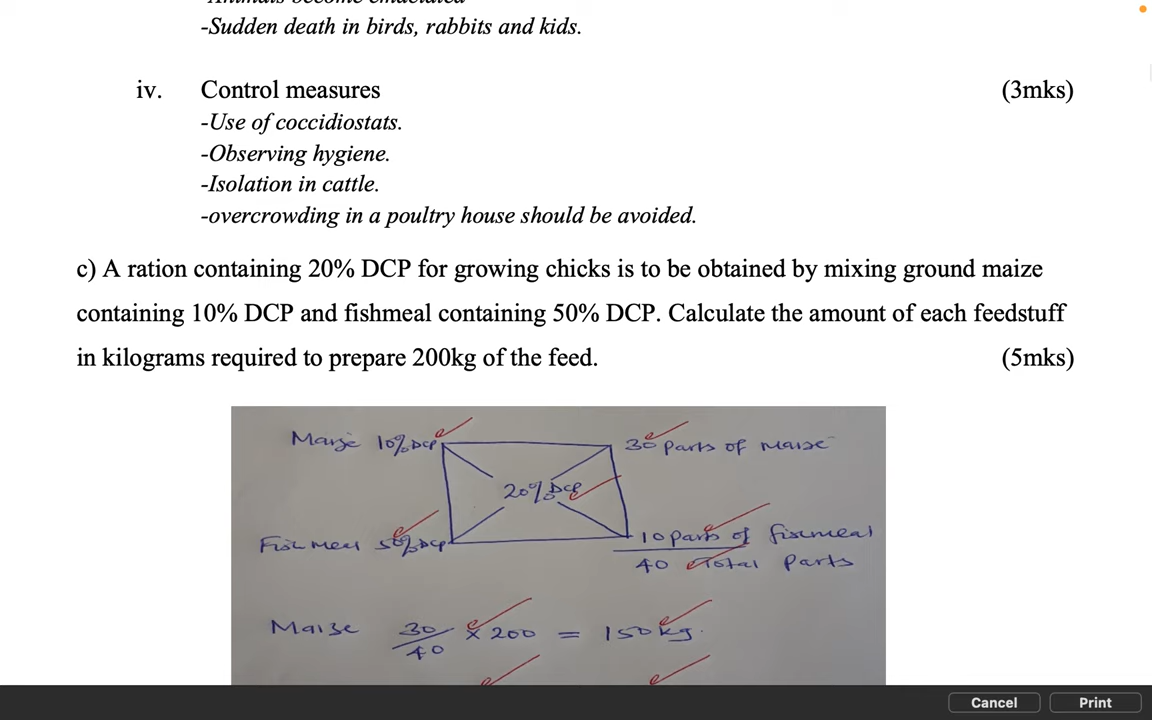 -Sudden death in birds, rabbits and kids.
iv. Control measures (3mks)
-Use of coccidiostats.
-Observing hygiene.
-Isolation in cattle.
-overcrowding in a poultry house should be avoided.
c) A ration containing 20% DCP for growing chicks is to be obtained by mixing ground maize
containing 10% DCP and fishmeal containing 50% DCP. Calculate the amount of each feedstuff
in kilograms required to prepare 200kg of the feed. (5mks)
Maize 10% DCP 30 parts of maize
20% DCP
Fish meal 50% DCP 10 parts of fishmeal
40 Total parts
Maize 30/40 x 200 = 150kg.
Cancel Print